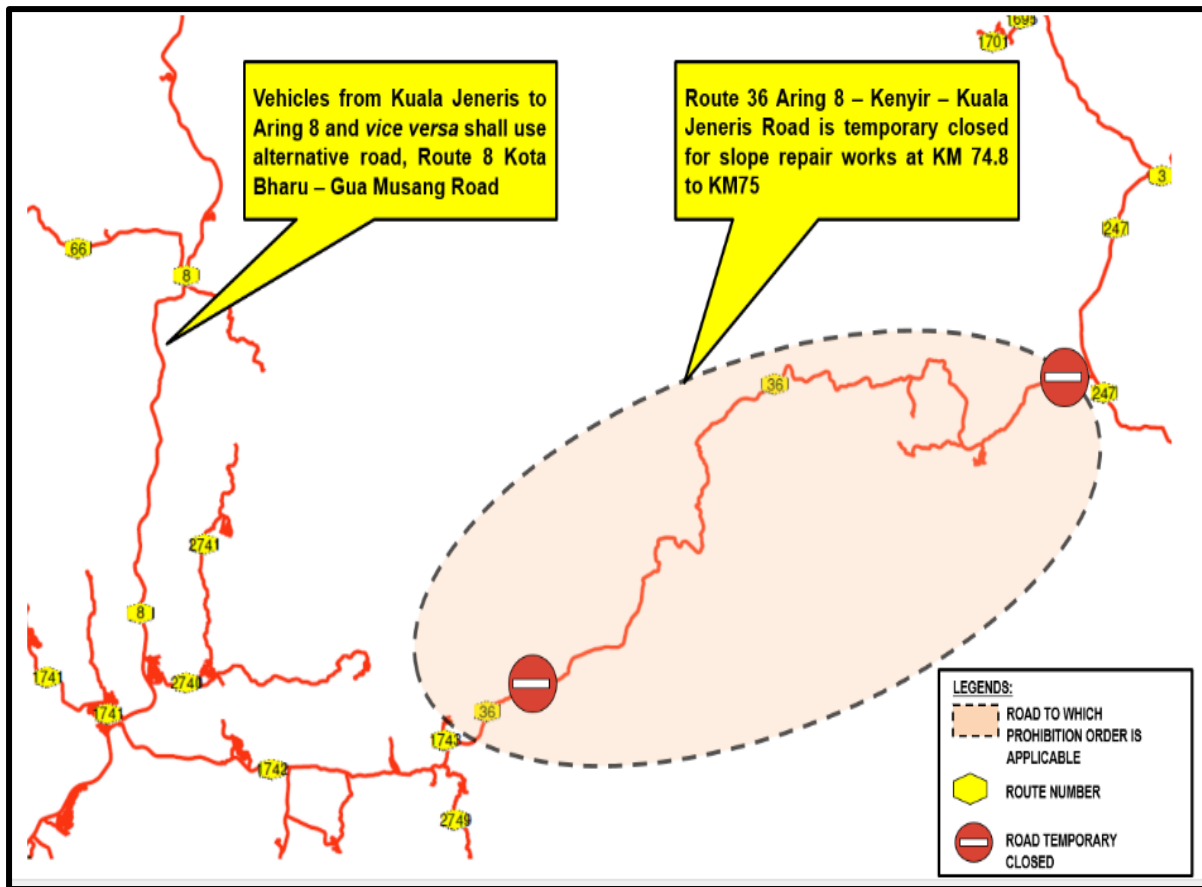 1695
1701
Vehicles from Kuala Jeneris to
Aring 8 and vice versa shall use
alternative road, Route 8 Kota
Bharu – Gua Musang Road
Route 36 Aring 8 – Kenyir – Kuala
Jeneris Road is temporary closed
for slope repair works at KM 74.8
to KM75
3
247
66
8
36
247
2741
8
1741
2740
1741
36
1743
1742
2749
LEGENDS:
ROAD TO WHICH
PROHIBITION ORDER IS
APPLICABLE
ROUTE NUMBER
ROAD TEMPORARY
CLOSED